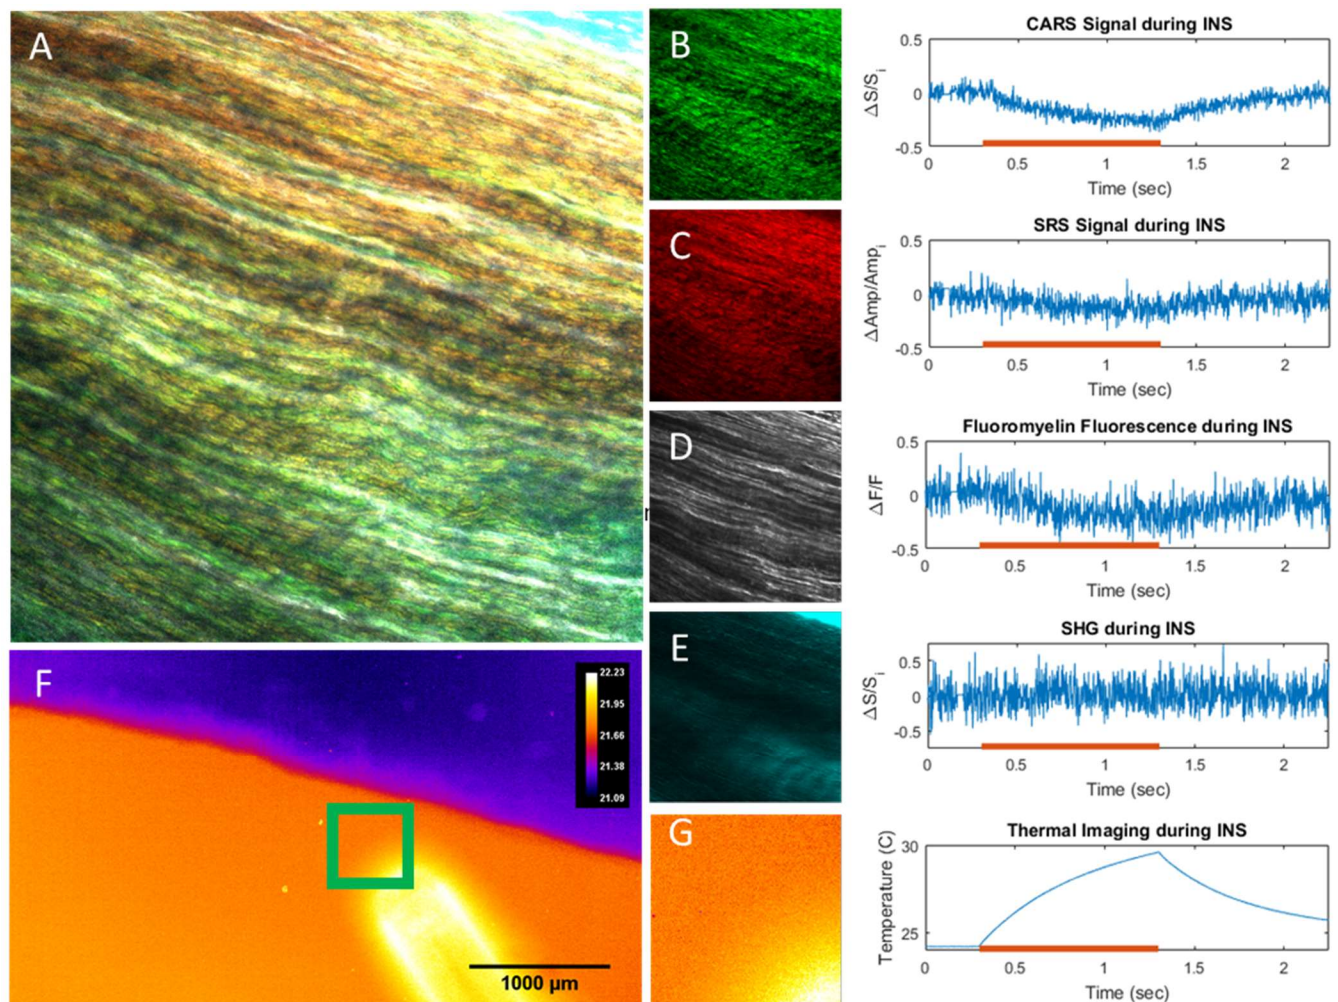 A
B
CARS Signal during INS
ΔS/Sᵢ
0.5
0
-0.5
0
0.5
1
1.5
2
Time (sec)
C
SRS Signal during INS
ΔAmp/Ampᵢ
0.5
0
-0.5
0
0.5
1
1.5
2
Time (sec)
D
Fluoromyelin Fluorescence during INS
ΔF/F
0.5
0
-0.5
0
0.5
1
1.5
2
Time (sec)
E
SHG during INS
ΔS/Sᵢ
0.5
0
-0.5
0
0.5
1
1.5
2
Time (sec)
F
22.23
21.95
21.66
21.38
21.09
1000 µm
G
Thermal Imaging during INS
Temperature (C)
30
25
0
0.5
1
1.5
2
Time (sec)